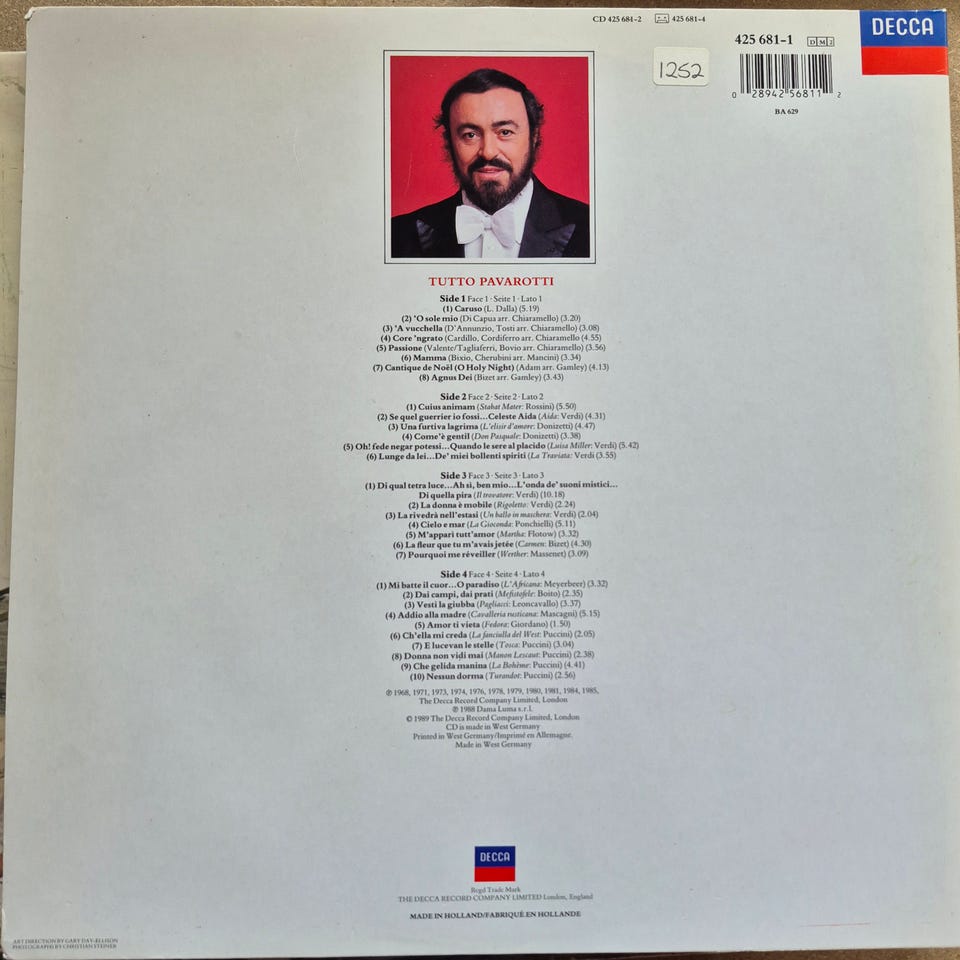 CD 425 681-2 425 681-4
DECCA
425 681-1 DM2
1252
0 28942 56811 2
BA 629
TUTTO PAVAROTTI
Side 1 Face 1 · Seite 1 · Lato 1
(1) Caruso (L. Dalla) (5.19)
(2) 'O sole mio (Di Capua arr. Chiaramello) (3.20)
(3) 'A vucchella (D'Annunzio, Tosti arr. Chiaramello) (3.08)
(4) Core 'ngrato (Cardillo, Cordiferro arr. Chiaramello (4.55)
(5) Passione (Valente/Tagliaferri, Bovio arr. Chiaramello) (3.56)
(6) Mamma (Bixio, Cherubini arr. Mancini) (3.34)
(7) Cantique de Noël (O Holy Night) (Adam arr. Gamley) (4.13)
(8) Agnus Dei (Bizet arr. Gamley) (3.43)
Side 2 Face 2 · Seite 2 · Lato 2
(1) Cuius animam (Stabat Mater: Rossini) (5.50)
(2) Se quel guerrier io fossi...Celeste Aida (Aida: Verdi) (4.31)
(3) Una furtiva lagrima (L'elisir d'amore: Donizetti) (4.47)
(4) Come'è gentil (Don Pasquale: Donizetti) (3.38)
(5) Oh! fede negar potessi...Quando le sere al placido (Luisa Miller: Verdi) (5.42)
(6) Lunge da lei...De' miei bollenti spiriti (La Traviata: Verdi (3.55)
Side 3 Face 3 · Seite 3 · Lato 3
(1) Di qual tetra luce...Ah sì, ben mio...L'onda de' suoni mistici...
Di quella pira (Il trovatore: Verdi) (10.18)
(2) La donna è mobile (Rigoletto: Verdi) (2.24)
(3) La rivedrà nell'estasi (Un ballo in maschera: Verdi) (2.04)
(4) Cielo e mar (La Gioconda: Ponchielli) (5.11)
(5) M'appari tutt'amor (Martha: Flotow) (3.32)
(6) La fleur que tu m'avais jetée (Carmen: Bizet) (4.30)
(7) Pourquoi me réveiller (Werther: Massenet) (3.09)
Side 4 Face 4 · Seite 4 · Lato 4
(1) Mi batte il cuor...O paradiso (L'Africana: Meyerbeer) (3.32)
(2) Dai campi, dai prati (Mefistofele: Boito) (2.35)
(3) Vesti la giubba (Pagliacci: Leoncavallo) (3.37)
(4) Addio alla madre (Cavalleria rusticana: Mascagni) (5.15)
(5) Amor ti vieta (Fedora: Giordano) (1.50)
(6) Ch'ella mi creda (La fanciulla del West: Puccini) (2.05)
(7) E lucevan le stelle (Tosca: Puccini) (3.04)
(8) Donna non vidi mai (Manon Lescaut: Puccini) (2.38)
(9) Che gelida manina (La Bohème: Puccini) (4.41)
(10) Nessun dorma (Turandot: Puccini) (2.56)
℗ 1968, 1971, 1973, 1974, 1976, 1978, 1979, 1980, 1981, 1984, 1985,
The Decca Record Company Limited, London
℗ 1988 Dama Luma s.r.l.
© 1989 The Decca Record Company Limited, London
CD is made in West Germany
Printed in West Germany/Imprimé en Allemagne.
Made in West Germany
DECCA
Regd Trade Mark
THE DECCA RECORD COMPANY LIMITED London, England
MADE IN HOLLAND/FABRIQUÉ EN HOLLANDE
ART DIRECTION BY GARY DAY-ELLISON
PHOTOGRAPHS BY CHRISTIAN STEINER